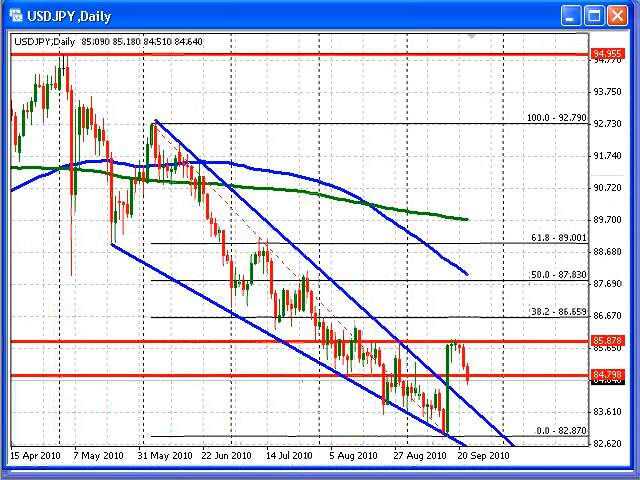 USDJPY,Daily
USDJPY,Daily 85.090 85.180 84.510 84.640
94.955
93.750
100.0 - 92.790
92.730
91.740
90.720
89.700
61.8 - 89.001
88.680
50.0 - 87.830
87.690
38.2 - 86.659
86.670
85.878
85.650
84.798
83.610
0.0 - 82.870
82.620
15 Apr 2010 7 May 2010 31 May 2010 22 Jun 2010 14 Jul 2010 5 Aug 2010 27 Aug 2010 20 Sep 2010